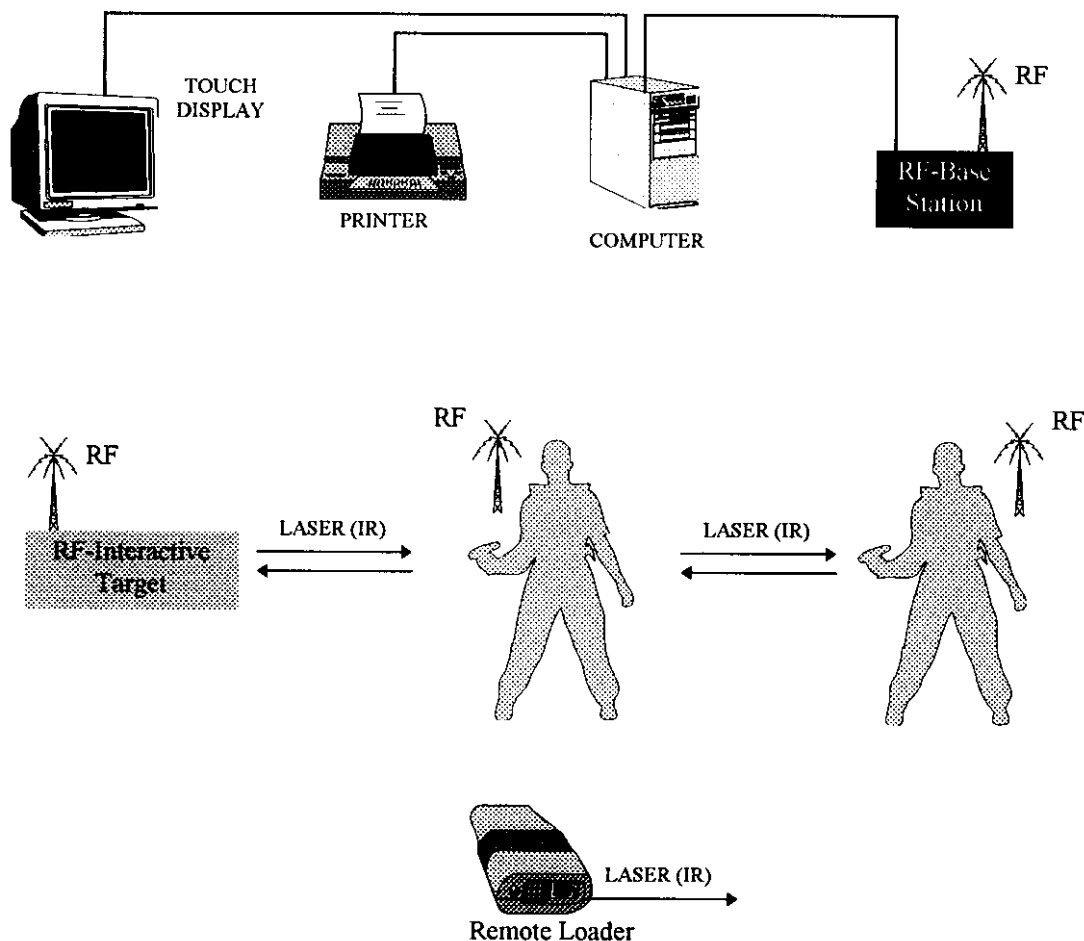 TOUCH
DISPLAY
PRINTER
COMPUTER
RF
RF-Base
Station
RF
RF
RF
LASER (IR)
LASER (IR)
RF-Interactive
Target
LASER (IR)
Remote Loader